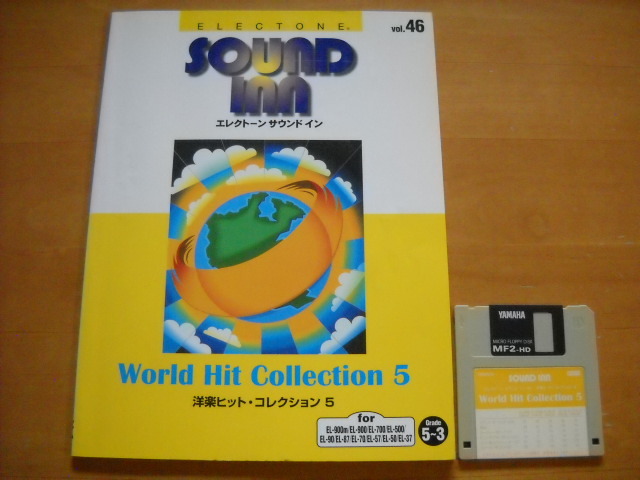 ELECTONE®
vol.46
SOUND
INN
エレクトーン サウンド イン
World Hit Collection 5
洋楽ヒット・コレクション 5
for
EL-900m/EL-900/EL-700/EL-500/
EL-90/EL-87/EL-70/EL-57/EL-50/EL-37
Grade
5~3
YAMAHA
MICRO FLOPPY DISK
MF2-HD
SOUND INN
World Hit Collection 5